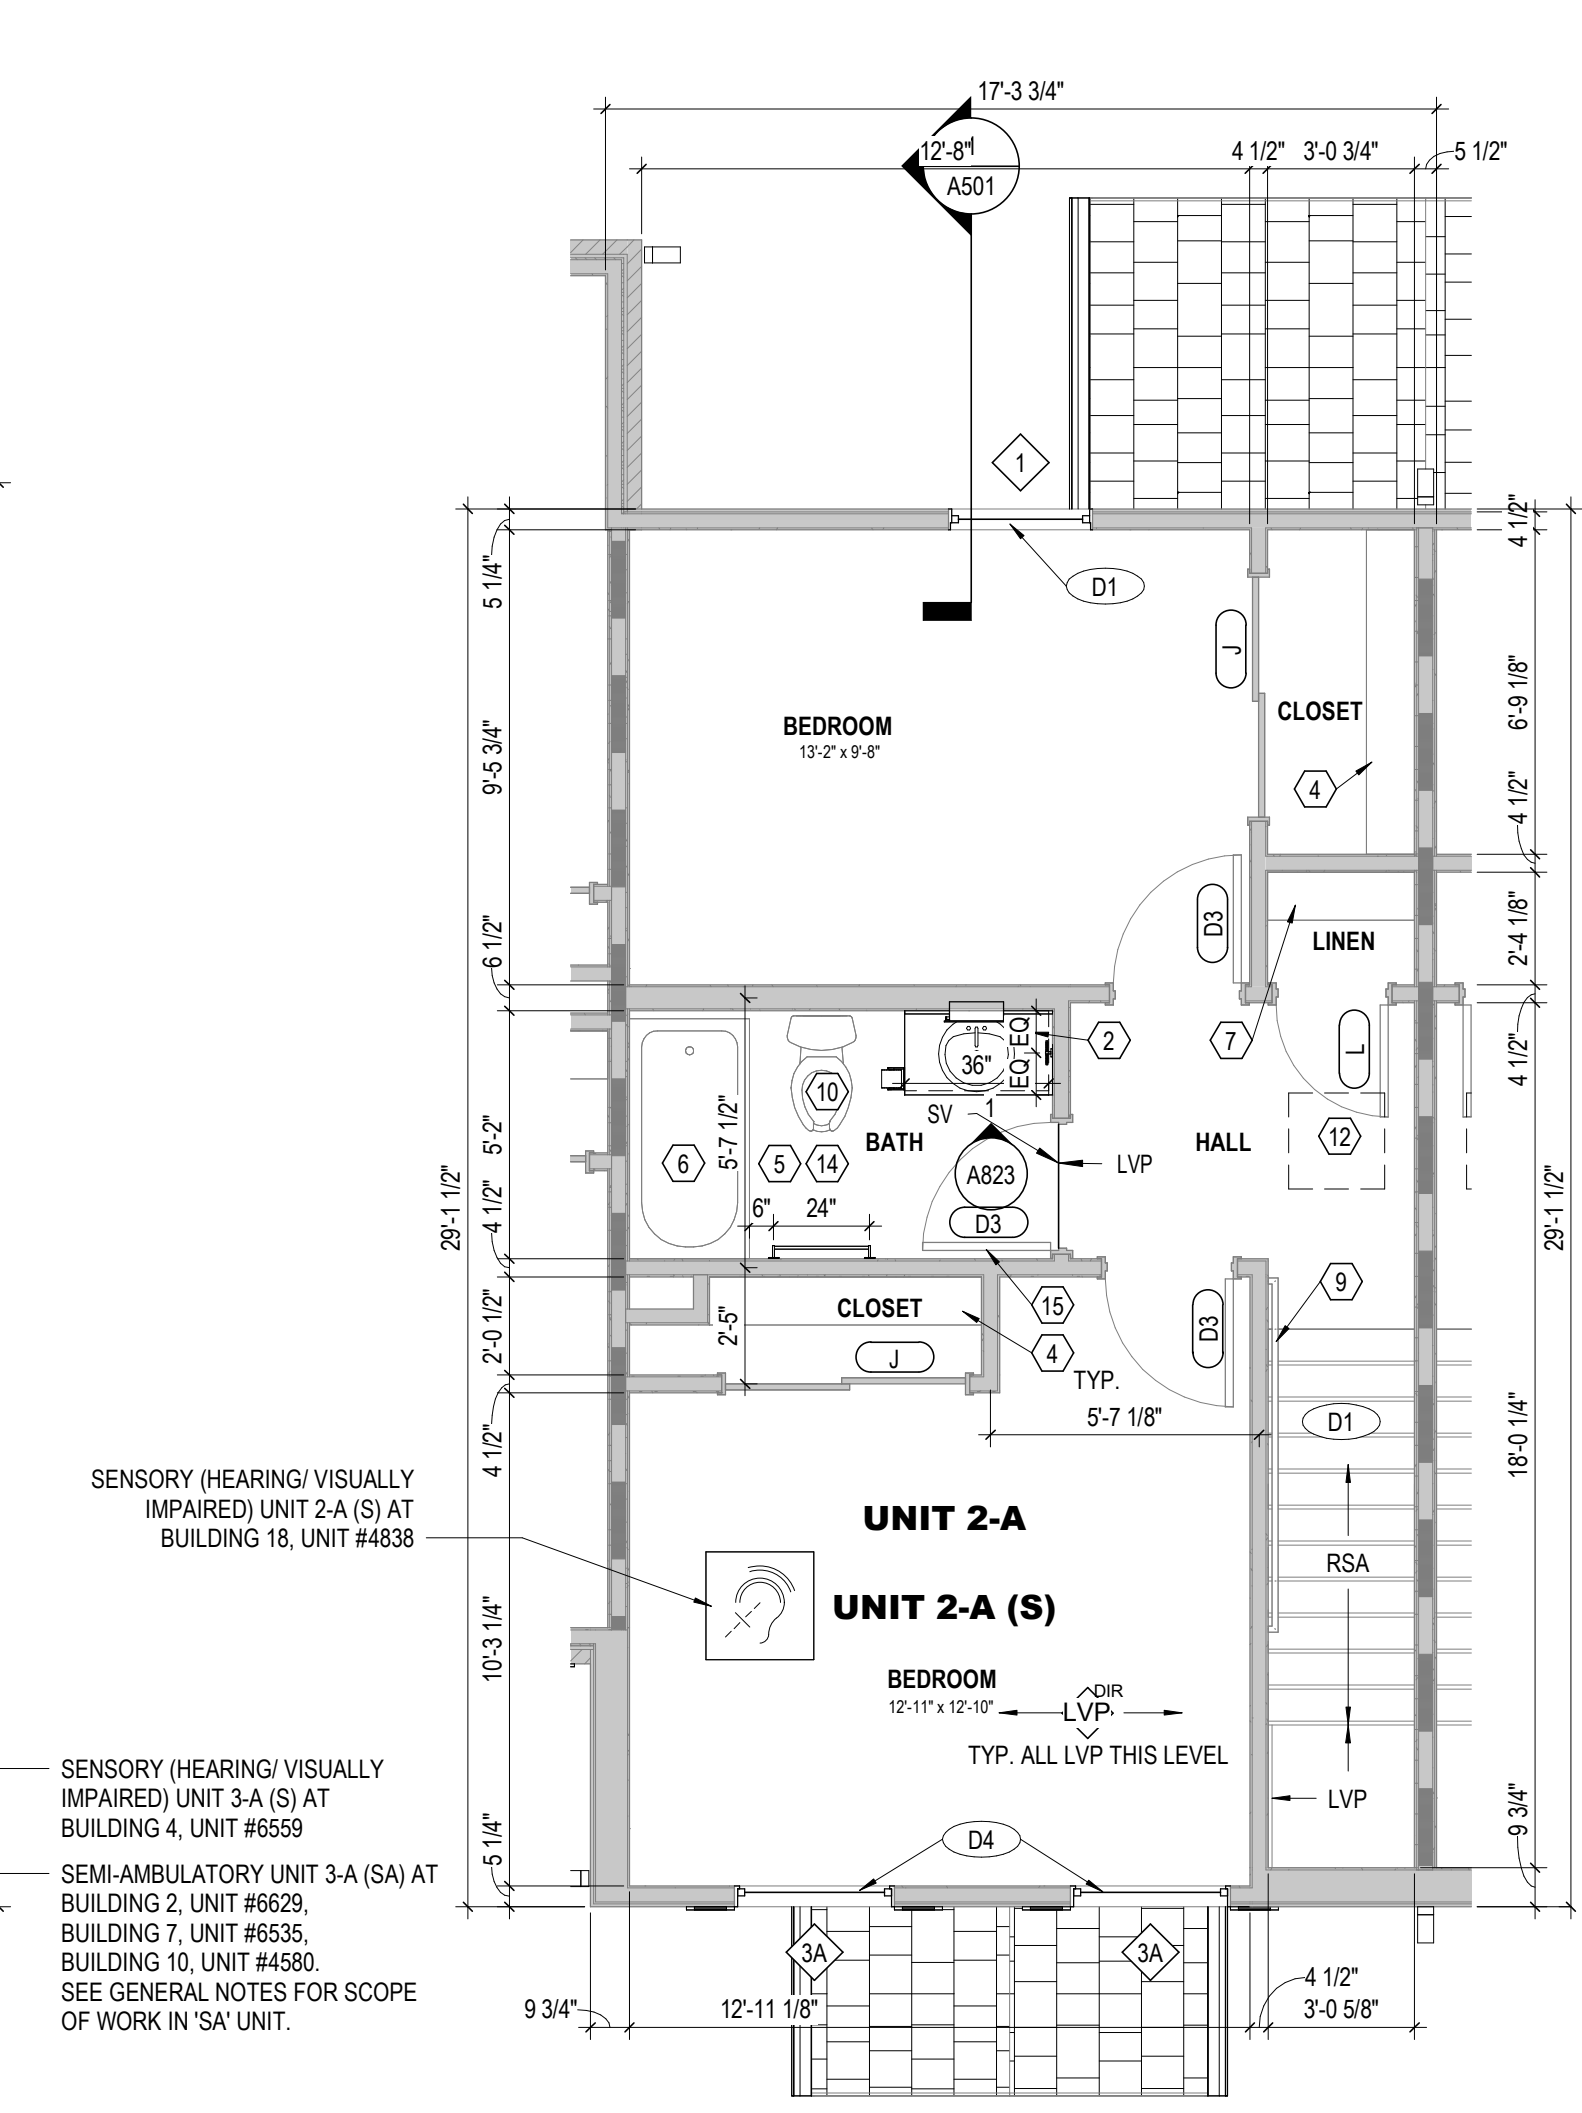 17'-3 3/4"
12'-8"
1
4 1/2"
3'-0 3/4"
5 1/2"
A501
1
D1
J
CLOSET
4
BEDROOM
13'-2" x 9'-8"
D3
LINEN
7
2
L
EQ
EQ
36"
10
SV
1
BATH
HALL
12
6
5
14
A823
LVP
D3
5'-7 1/2"
6"
24"
15
9
CLOSET
4
J
2'-5"
D3
TYP.
5'-7 1/8"
D1
RSA
LVP
UNIT 2-A
UNIT 2-A (S)
BEDROOM
12'-11" x 12'-10"
DIR
LVP
TYP. ALL LVP THIS LEVEL
D4
3A
3A
5 1/4"
9'-5 3/4"
6 1/2"
5'-2"
4 1/2"
2'-0 1/2"
4 1/2"
10'-3 1/4"
5 1/4"
29'-1 1/2"
4 1/2"
6'-9 1/8"
4 1/2"
2'-4 1/8"
4 1/2"
18'-0 1/4"
9 3/4"
29'-1 1/2"
9 3/4"
12'-11 1/8"
4 1/2"
3'-0 5/8"
SENSORY (HEARING/ VISUALLY
IMPAIRED) UNIT 2-A (S) AT
BUILDING 18, UNIT #4838
SENSORY (HEARING/ VISUALLY
IMPAIRED) UNIT 3-A (S) AT
BUILDING 4, UNIT #6559
SEMI-AMBULATORY UNIT 3-A (SA) AT
BUILDING 2, UNIT #6629,
BUILDING 7, UNIT #6535,
BUILDING 10, UNIT #4580.
SEE GENERAL NOTES FOR SCOPE
OF WORK IN 'SA' UNIT.